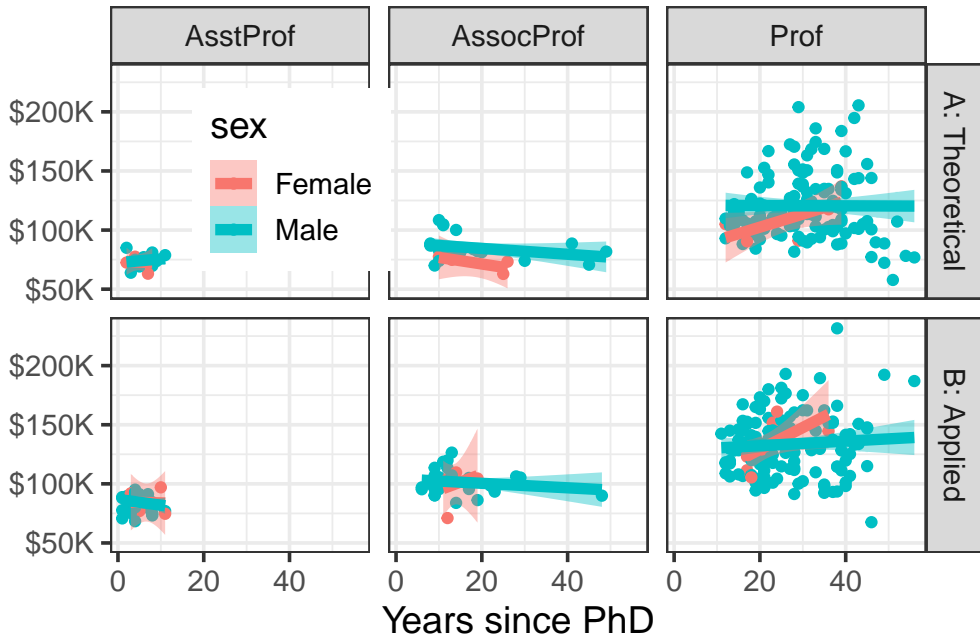 AsstProf
AssocProf
Prof
$200K
$150K
$100K
$50K
sex
Female
Male
A: Theoretical
$200K
$150K
$100K
$50K
B: Applied
0 20 40
0 20 40
0 20 40
Years since PhD